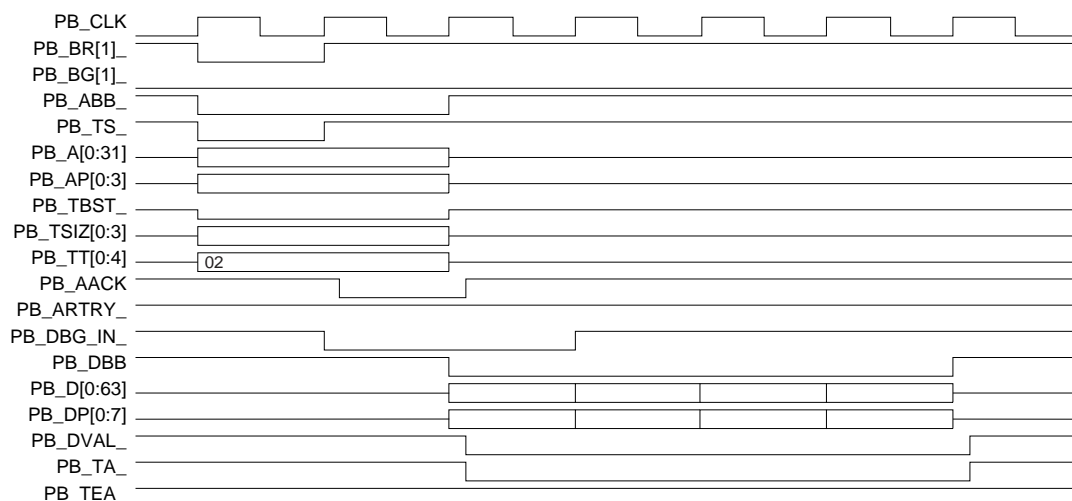 PB_CLK
PB_BR[1]_
PB_BG[1]_
PB_ABB_
PB_TS_
PB_A[0:31]
PB_AP[0:3]
PB_TBST_
PB_TSIZ[0:3]
PB_TT[0:4] 02
PB_AACK
PB_ARTRY_
PB_DBG_IN_
PB_DBB
PB_D[0:63]
PB_DP[0:7]
PB_DVAL_
PB_TA_
PB_TEA